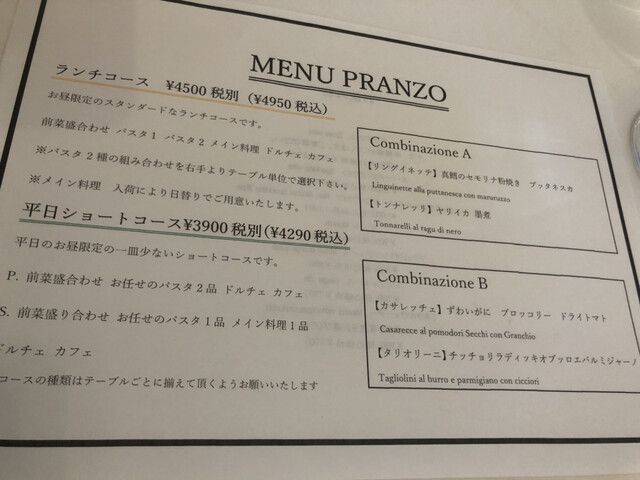 MENU PRANZO
ランチコース ¥4500 税別 (¥4950 税込)
お昼限定のスタンダードなランチコースです。
前菜盛合わせ パスタ1 パスタ2 メイン料理 ドルチェ カフェ
※パスタ2種の組み合わせを右手よりテーブル単位で選択下さい。
※メイン料理 入荷により日替りでご用意いたします。
平日ショートコース¥3900 税別(¥4290 税込)
平日のお昼限定の一皿少ないショートコースです。
P. 前菜盛合わせ お任せのパスタ2品 ドルチェ カフェ
S. 前菜盛り合わせ お任せのパスタ1品 メイン料理1品
ドルチェ カフェ
コースの種類はテーブルごとに揃えて頂くようお願いいたします
Combinazione A
【リングイネッテ】真鱈のセモリナ粉焼き プッタネスカ
Linguinette alla puttanesca con maruruzzo
【トンナレッリ】ヤリイカ 墨煮
Tonnarelli al ragu di nero
Combinazione B
【カサレッチェ】ずわいがに ブロッコリー ドライトマト
Casarecce al pomodori Secchi con Granchio
【タリオリーニ】チッチョリラディッキオブッロエパルミジャーノ
Tagliolini al burro e parmigiano con cicciori